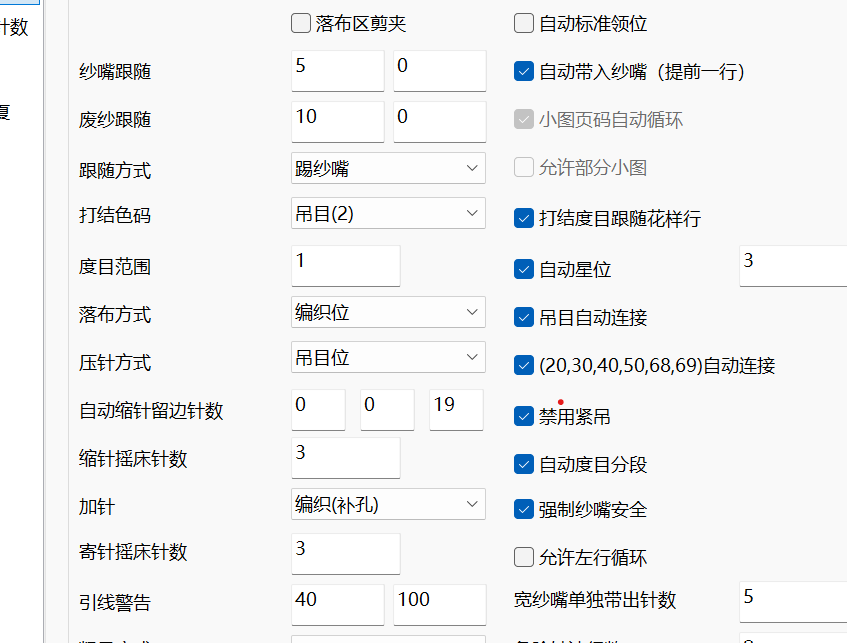 落布区剪夹 自动标准领位
针数
纱嘴跟随 5 0 自动带入纱嘴（提前一行）
复
废纱跟随 10 0 小图页码自动循环
跟随方式 踢纱嘴 允许部分小图
打结色码 吊目(2) 打结度目跟随花样行
度目范围 1 自动星位 3
落布方式 编织位 吊目自动连接
压针方式 吊目位 (20,30,40,50,68,69)自动连接
自动缩针留边针数 0 0 19 禁用紧吊
缩针摇床针数 3 自动度目分段
加针 编织(补孔) 强制纱嘴安全
寄针摇床针数 3 允许左行循环
引线警告 40 100 宽纱嘴单独带出针数 5